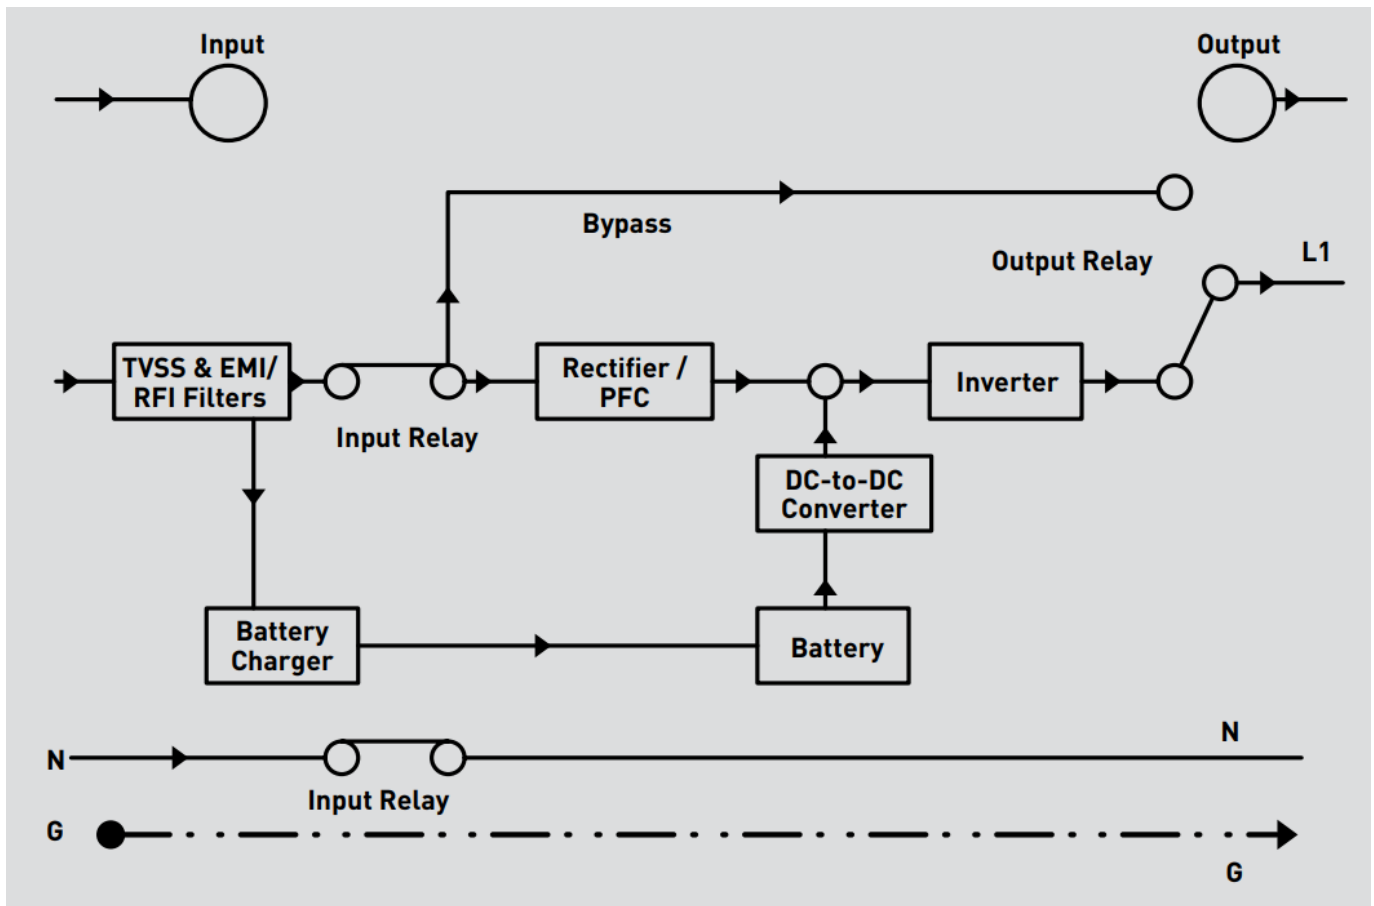 Input
Output
Bypass
Output Relay
L1
TVSS & EMI/
RFI Filters
Input Relay
Rectifier /
PFC
Inverter
DC-to-DC
Converter
Battery
Charger
Battery
N
N
Input Relay
G
G